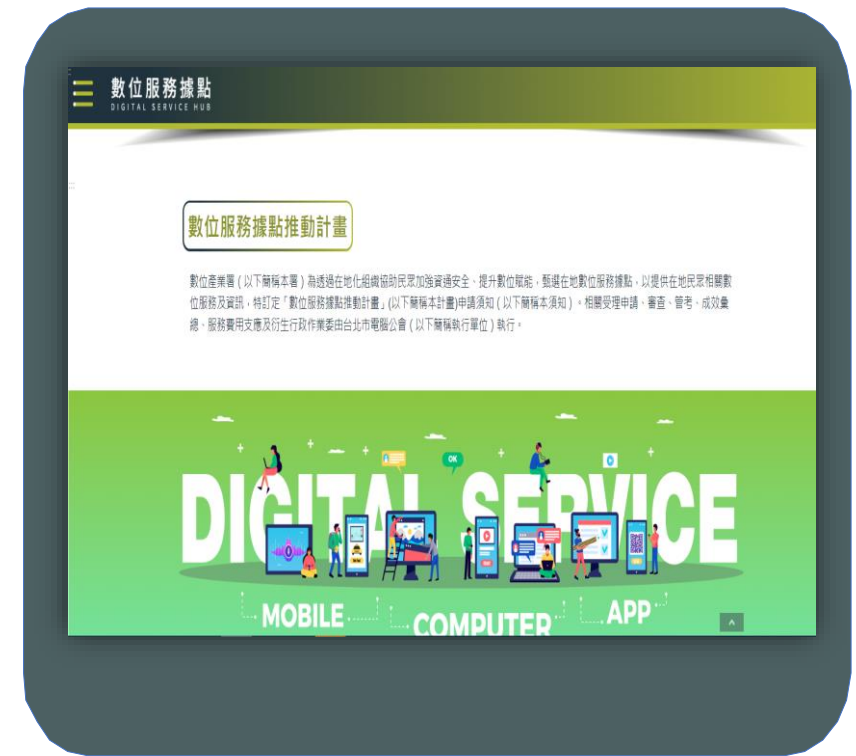 數位服務據點
DIGITAL SERVICE HUB
數位服務據點推動計畫
數位產業署(以下簡稱本署)為透過在地化組織協助民眾加強資通安全、提升數位賦能,甄選在地數位服務據點,以提供在地民眾相關數
位服務及資訊,特訂定「數位服務據點推動計畫」(以下簡稱本計畫)申請須知(以下簡稱本須知)。相關受理申請、審查、管考、成效彙
總、服務費用支應及衍生行政作業委由台北市電腦公會(以下簡稱執行單位)執行。
OK
DIGITAL SERVICE
MOBILE
COMPUTER
APP